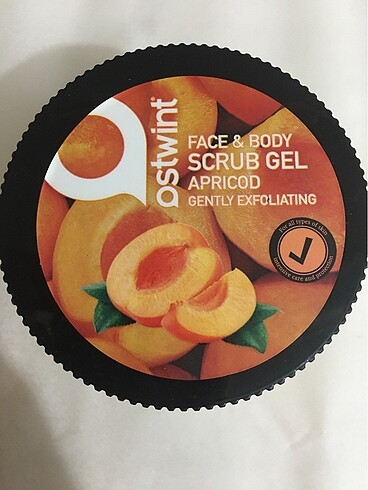 ostwint®
FACE & BODY
SCRUB GEL
APRICOD
GENTLY EXFOLIATING
For all types of skin
intensive care and protection